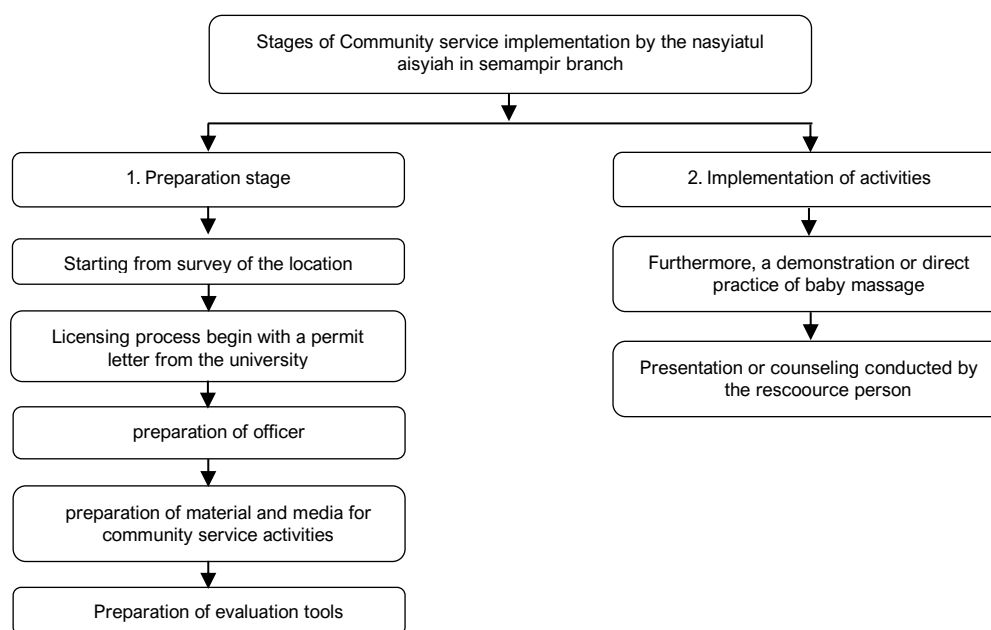 Stages of Community service implementation by the nasyiatul
aisyiah in semampir branch
1. Preparation stage
2. Implementation of activities
Starting from survey of the location
Furthermore, a demonstration or direct
practice of baby massage
Licensing process begin with a permit
letter from the university
Presentation or counseling conducted by
the rescoource person
preparation of officer
preparation of material and media for
community service activities
Preparation of evaluation tools